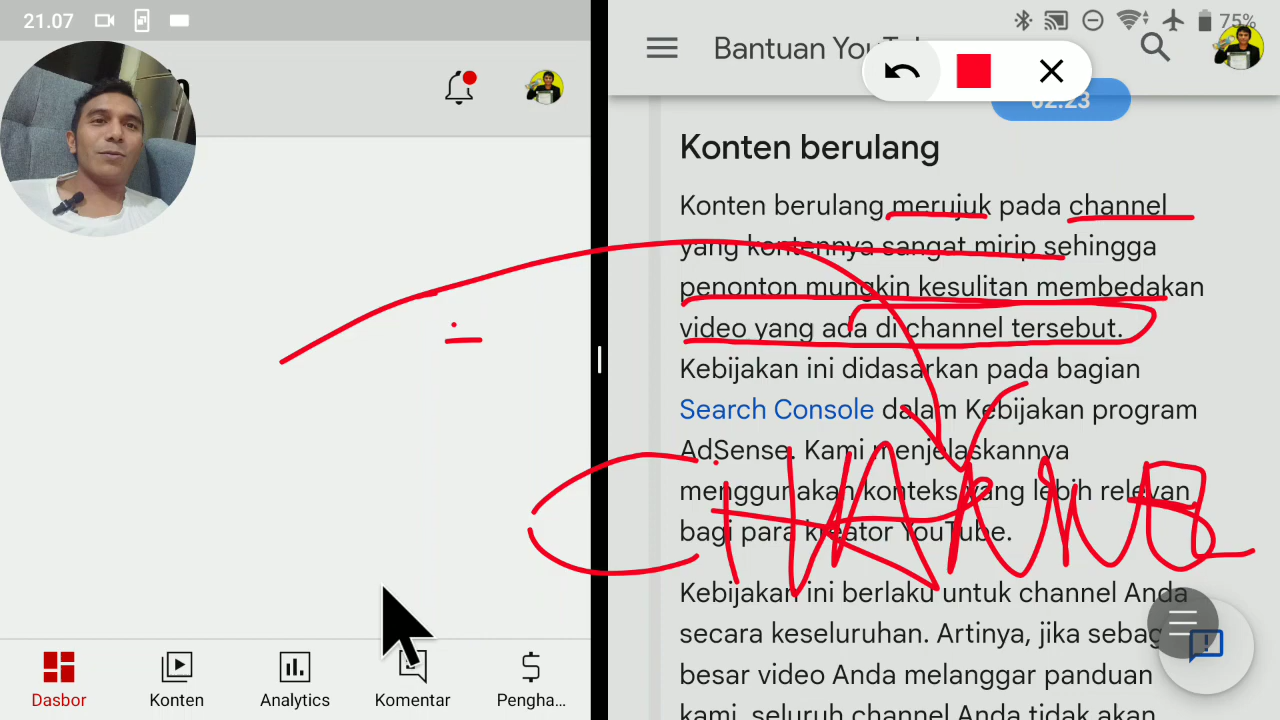 21.07
75%
Bantuan
02:23
Konten berulang
Konten berulang merujuk pada channel
yang kontennya sangat mirip sehingga
penonton mungkin kesulitan membedakan
video yang ada di channel tersebut.
Kebijakan ini didasarkan pada bagian
Search Console dalam Kebijakan program
AdSense. Kami menjelaskannya
menggunakan konteks yang lebih relevan
bagi para kreator YouTube.
Kebijakan ini berlaku untuk channel Anda
secara keseluruhan. Artinya, jika sebag
besar video Anda melanggar panduan
kami, seluruh channel Anda tidak akan
Dasbor
Konten
Analytics
Komentar
Pengha...